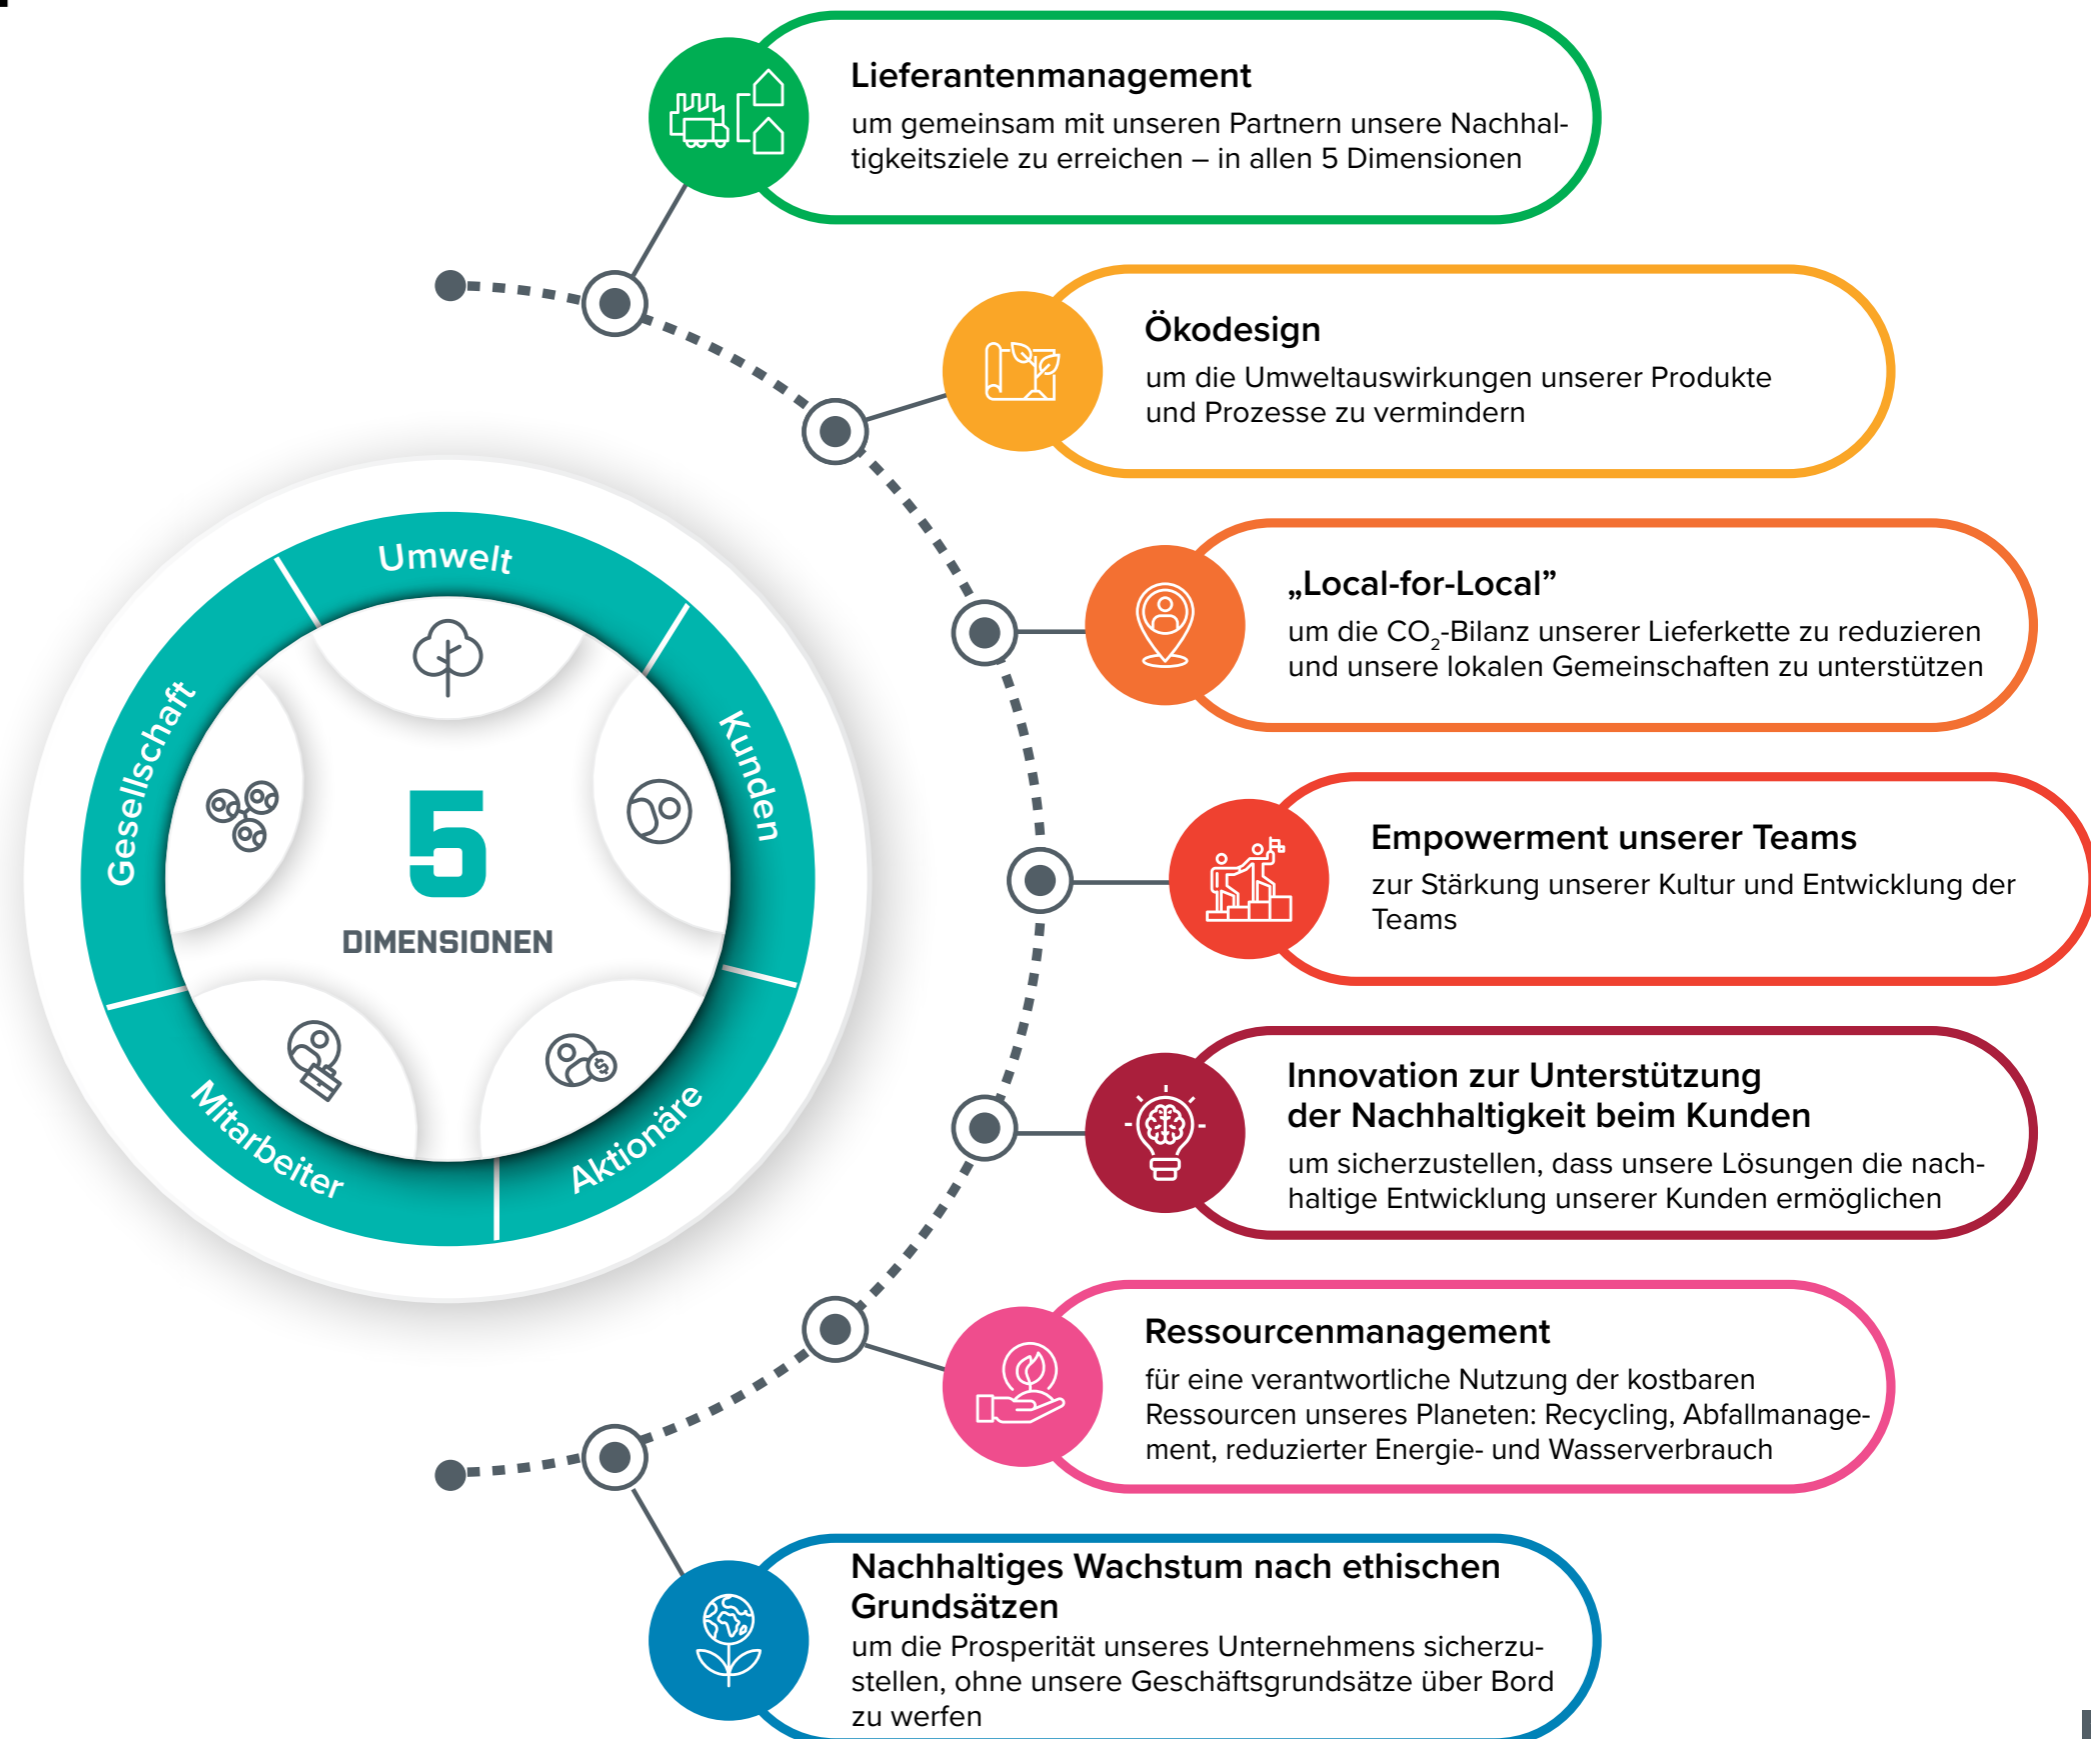 Lieferantenmanagement
um gemeinsam mit unseren Partnern unsere Nachhal-
tigkeitsziele zu erreichen – in allen 5 Dimensionen
Ökodesign
um die Umweltauswirkungen unserer Produkte
und Prozesse zu vermindern
„Local-for-Local”
um die CO₂-Bilanz unserer Lieferkette zu reduzieren
und unsere lokalen Gemeinschaften zu unterstützen
Empowerment unserer Teams
zur Stärkung unserer Kultur und Entwicklung der
Teams
Innovation zur Unterstützung
der Nachhaltigkeit beim Kunden
um sicherzustellen, dass unsere Lösungen die nach-
haltige Entwicklung unserer Kunden ermöglichen
Ressourcenmanagement
für eine verantwortliche Nutzung der kostbaren
Ressourcen unseres Planeten: Recycling, Abfallmanage-
ment, reduzierter Energie- und Wasserverbrauch
Nachhaltiges Wachstum nach ethischen
Grundsätzen
um die Prosperität unseres Unternehmens sicherzu-
stellen, ohne unsere Geschäftsgrundsätze über Bord
zu werfen
Umwelt
Kunden
Aktionäre
Mitarbeiter
Gesellschaft
5
DIMENSIONEN
$